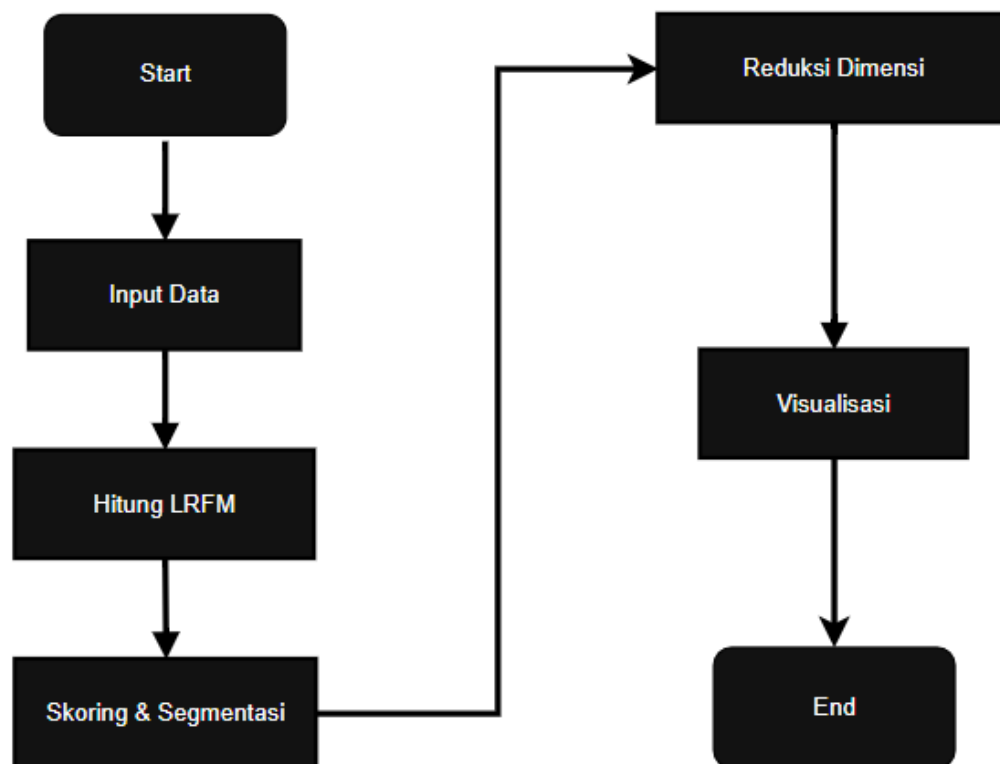 Start
Input Data
Hitung LRFM
Skoring & Segmentasi
Reduksi Dimensi
Visualisasi
End